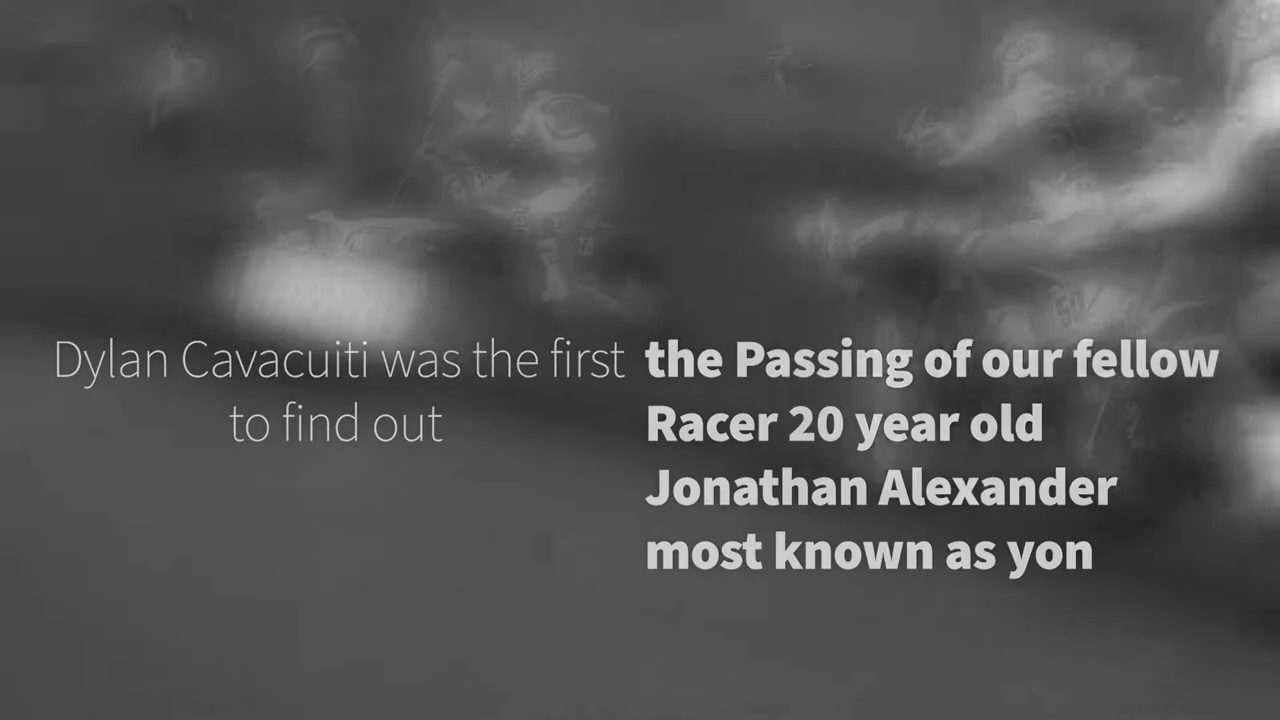 Dylan Cavacuiti was the first
to find out
the Passing of our fellow
Racer 20 year old
Jonathan Alexander
most known as yon